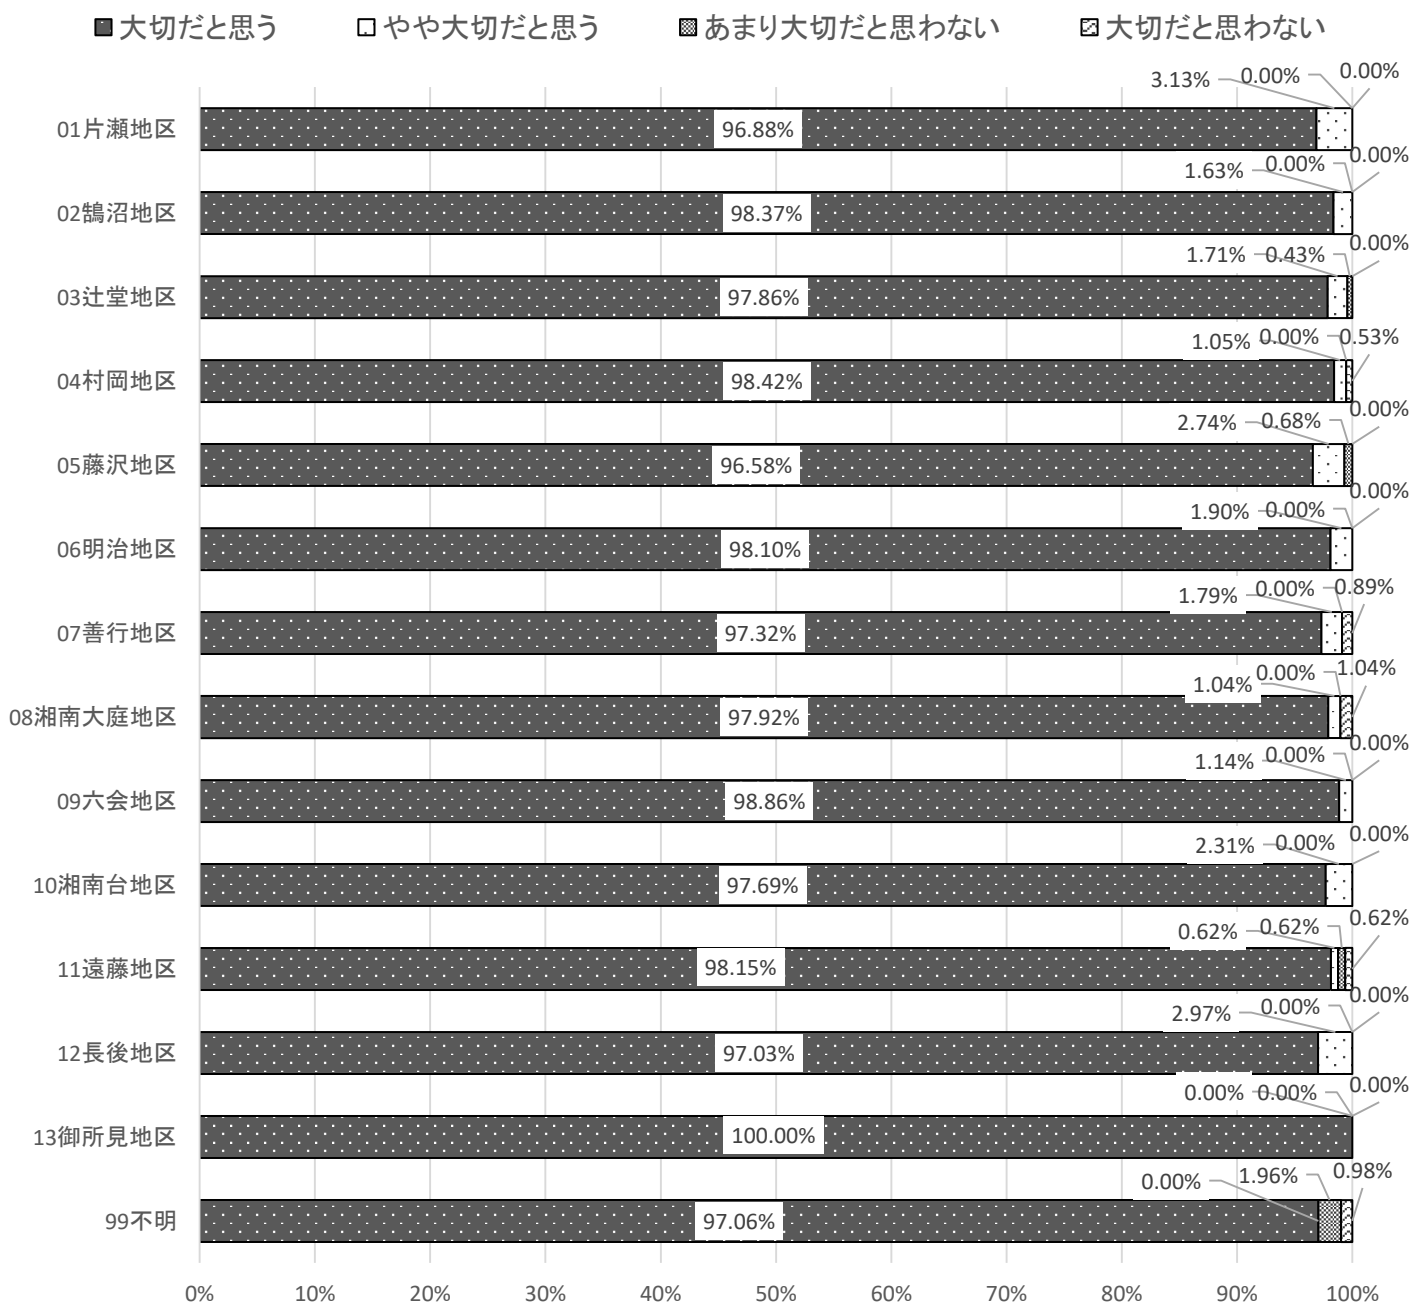 大切だと思う やや大切だと思う あまり大切だと思わない 大切だと思わない
3.13% 0.00% 0.00%
01片瀬地区 96.88%
1.63% 0.00% 0.00%
02鵠沼地区 98.37%
1.71% 0.43% 0.00%
03辻堂地区 97.86%
1.05% 0.00% 0.53%
04村岡地区 98.42%
2.74% 0.68% 0.00%
05藤沢地区 96.58%
1.90% 0.00% 0.00%
06明治地区 98.10%
1.79% 0.00% 0.89%
07善行地区 97.32%
1.04% 0.00% 1.04%
08湘南大庭地区 97.92%
1.14% 0.00% 0.00%
09六会地区 98.86%
2.31% 0.00% 0.00%
10湘南台地区 97.69%
0.62% 0.62% 0.62%
11遠藤地区 98.15%
2.97% 0.00% 0.00%
12長後地区 97.03%
0.00% 0.00% 0.00%
13御所見地区 100.00%
0.00% 1.96% 0.98%
99不明 97.06%
0% 10% 20% 30% 40% 50% 60% 70% 80% 90% 100%